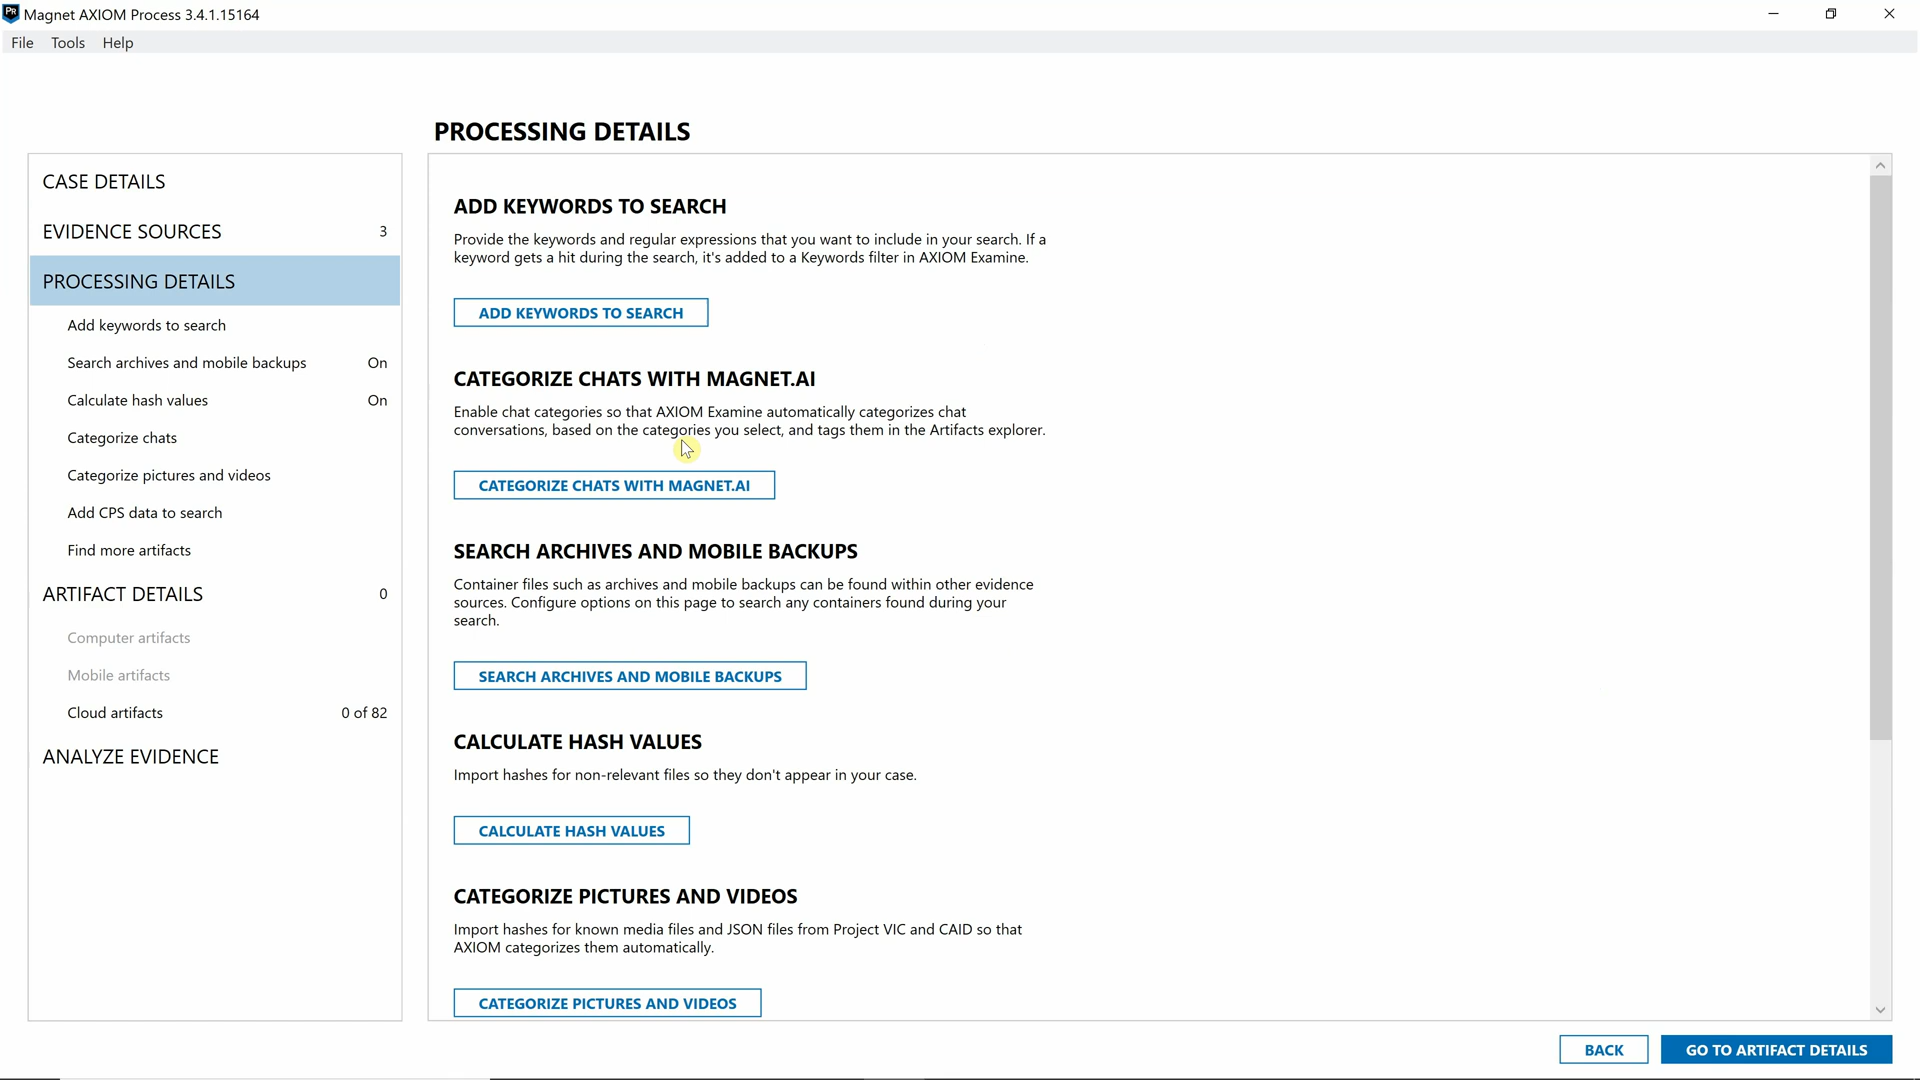 Magnet AXIOM Process 3.4.1.15164
File Tools Help
PROCESSING DETAILS
CASE DETAILS
EVIDENCE SOURCES 3
PROCESSING DETAILS
Add keywords to search
Search archives and mobile backups On
Calculate hash values On
Categorize chats
Categorize pictures and videos
Add CPS data to search
Find more artifacts
ARTIFACT DETAILS 0
Computer artifacts
Mobile artifacts
Cloud artifacts 0 of 82
ANALYZE EVIDENCE
ADD KEYWORDS TO SEARCH
Provide the keywords and regular expressions that you want to include in your search. If a
keyword gets a hit during the search, it's added to a Keywords filter in AXIOM Examine.
ADD KEYWORDS TO SEARCH
CATEGORIZE CHATS WITH MAGNET.AI
Enable chat categories so that AXIOM Examine automatically categorizes chat
conversations, based on the categories you select, and tags them in the Artifacts explorer.
CATEGORIZE CHATS WITH MAGNET.AI
SEARCH ARCHIVES AND MOBILE BACKUPS
Container files such as archives and mobile backups can be found within other evidence
sources. Configure options on this page to search any containers found during your
search.
SEARCH ARCHIVES AND MOBILE BACKUPS
CALCULATE HASH VALUES
Import hashes for non-relevant files so they don't appear in your case.
CALCULATE HASH VALUES
CATEGORIZE PICTURES AND VIDEOS
Import hashes for known media files and JSON files from Project VIC and CAID so that
AXIOM categorizes them automatically.
CATEGORIZE PICTURES AND VIDEOS
BACK
GO TO ARTIFACT DETAILS